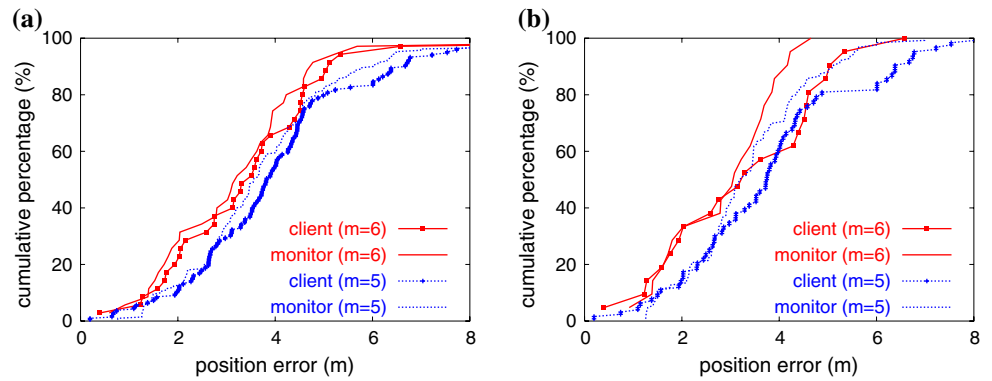 (a)
cumulative percentage (%)
100
80
60
40
20
0
0 2 4 6 8
position error (m)
client (m=6)
monitor (m=6)
client (m=5)
monitor (m=5)
(b)
cumulative percentage (%)
100
80
60
40
20
0
0 2 4 6 8
position error (m)
client (m=6)
monitor (m=6)
client (m=5)
monitor (m=5)